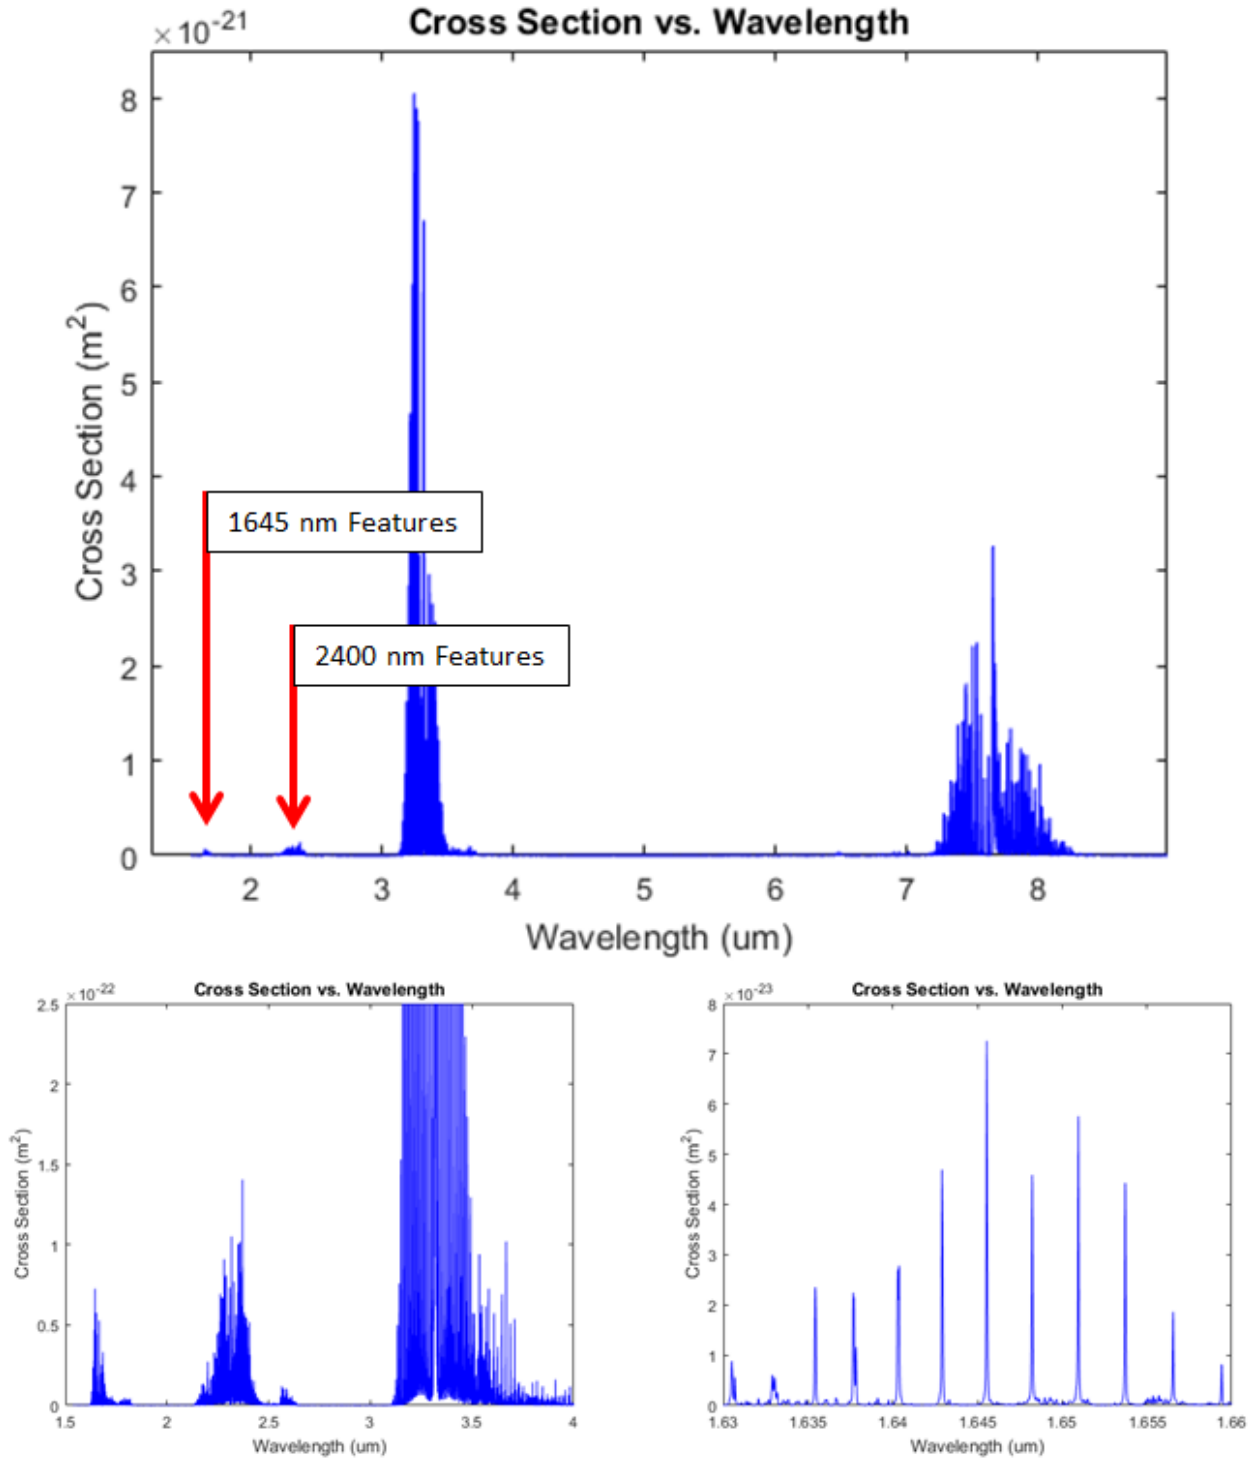 Cross Section vs. Wavelength
×10-21
8
7
6
5
4
3
2
1
0
Cross Section (m2)
1645 nm Features
2400 nm Features
2 3 4 5 6 7 8
Wavelength (um)
Cross Section vs. Wavelength
×10-22
2.5
2
1.5
1
0.5
0
Cross Section (m2)
1.5 2 2.5 3 3.5 4
Wavelength (um)
Cross Section vs. Wavelength
×10-23
8
7
6
5
4
3
2
1
0
Cross Section (m2)
1.63 1.635 1.64 1.645 1.65 1.655 1.66
Wavelength (um)